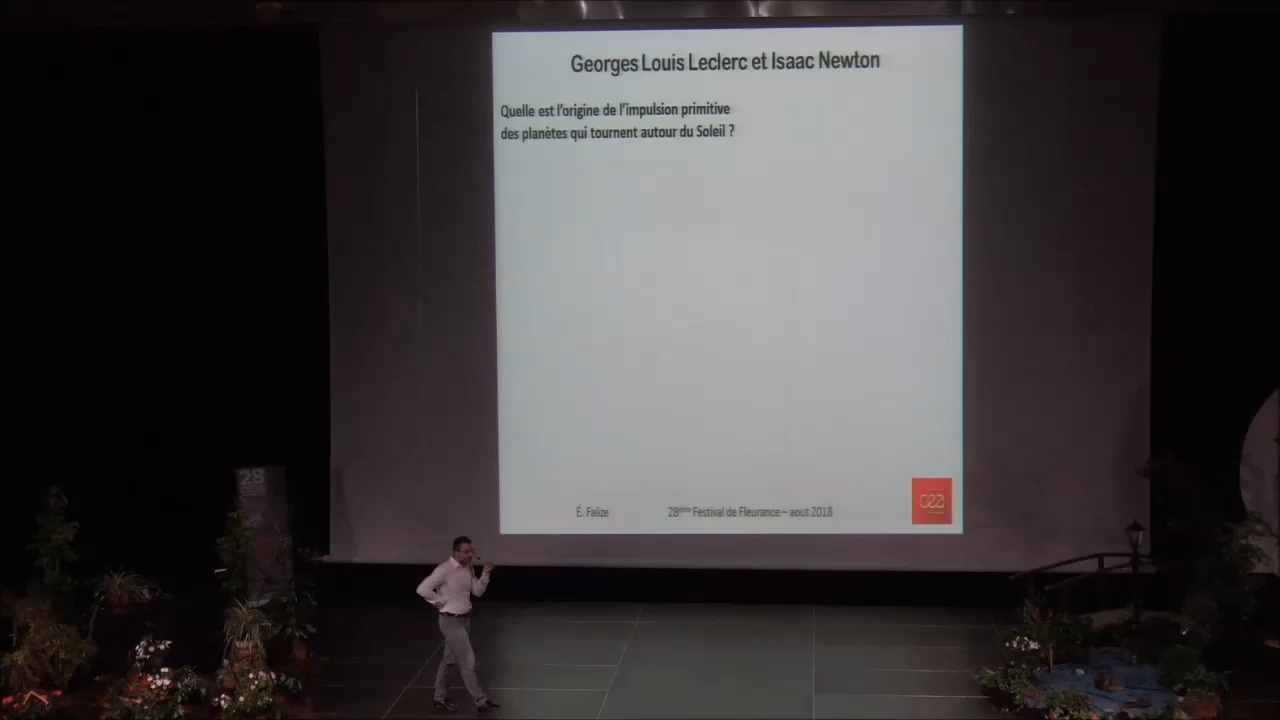 Georges Louis Leclerc et Isaac Newton
Quelle est l'origine de l'impulsion primitive
des planètes qui tournent autour du Soleil ?
É. Falize
28ème Festival de Fleurance – aout 2018
cea
28